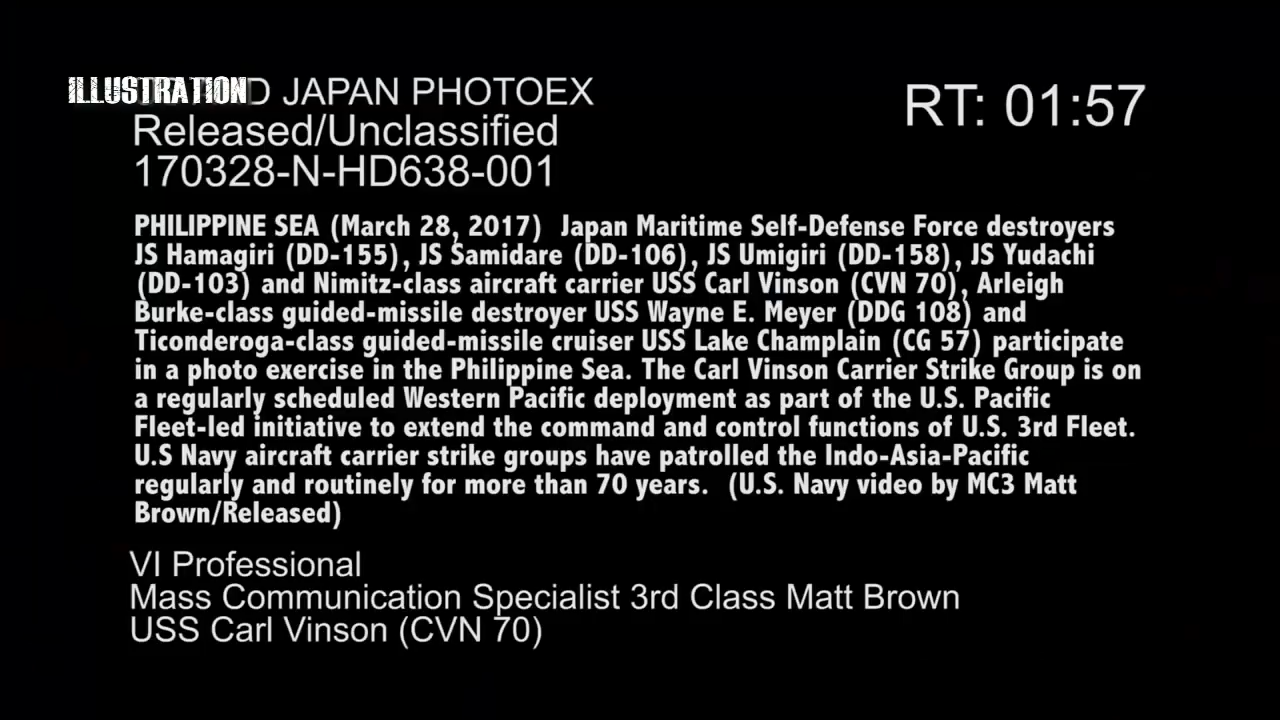 ILLUSTRATION
D JAPAN PHOTOEX
RT: 01:57
Released/Unclassified
170328-N-HD638-001
PHILIPPINE SEA (March 28, 2017) Japan Maritime Self-Defense Force destroyers
JS Hamagiri (DD-155), JS Samidare (DD-106), JS Umigiri (DD-158), JS Yudachi
(DD-103) and Nimitz-class aircraft carrier USS Carl Vinson (CVN 70), Arleigh
Burke-class guided-missile destroyer USS Wayne E. Meyer (DDG 108) and
Ticonderoga-class guided-missile cruiser USS Lake Champlain (CG 57) participate
in a photo exercise in the Philippine Sea. The Carl Vinson Carrier Strike Group is on
a regularly scheduled Western Pacific deployment as part of the U.S. Pacific
Fleet-led initiative to extend the command and control functions of U.S. 3rd Fleet.
U.S Navy aircraft carrier strike groups have patrolled the Indo-Asia-Pacific
regularly and routinely for more than 70 years. (U.S. Navy video by MC3 Matt
Brown/Released)
VI Professional
Mass Communication Specialist 3rd Class Matt Brown
USS Carl Vinson (CVN 70)